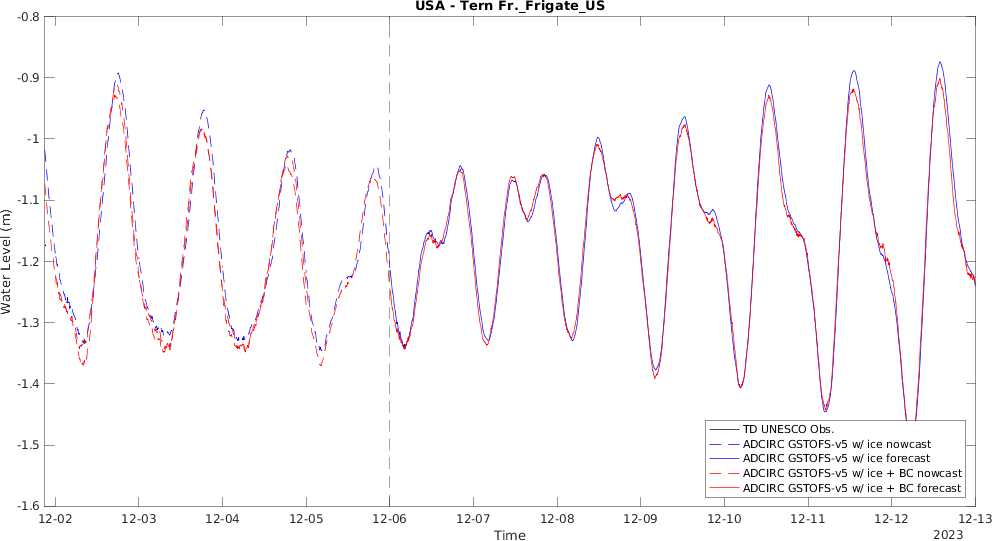 USA - Tern Fr._Frigate_US
-0.8
-0.9
-1
-1.1
-1.2
-1.3
-1.4
-1.5
-1.6
Water Level (m)
TD UNESCO Obs.
ADCIRC GSTOFS-v5 w/ ice nowcast
ADCIRC GSTOFS-v5 w/ ice forecast
ADCIRC GSTOFS-v5 w/ ice + BC nowcast
ADCIRC GSTOFS-v5 w/ ice + BC forecast
12-02 12-03 12-04 12-05 12-06 12-07 12-08 12-09 12-10 12-11 12-12 12-13
Time
2023